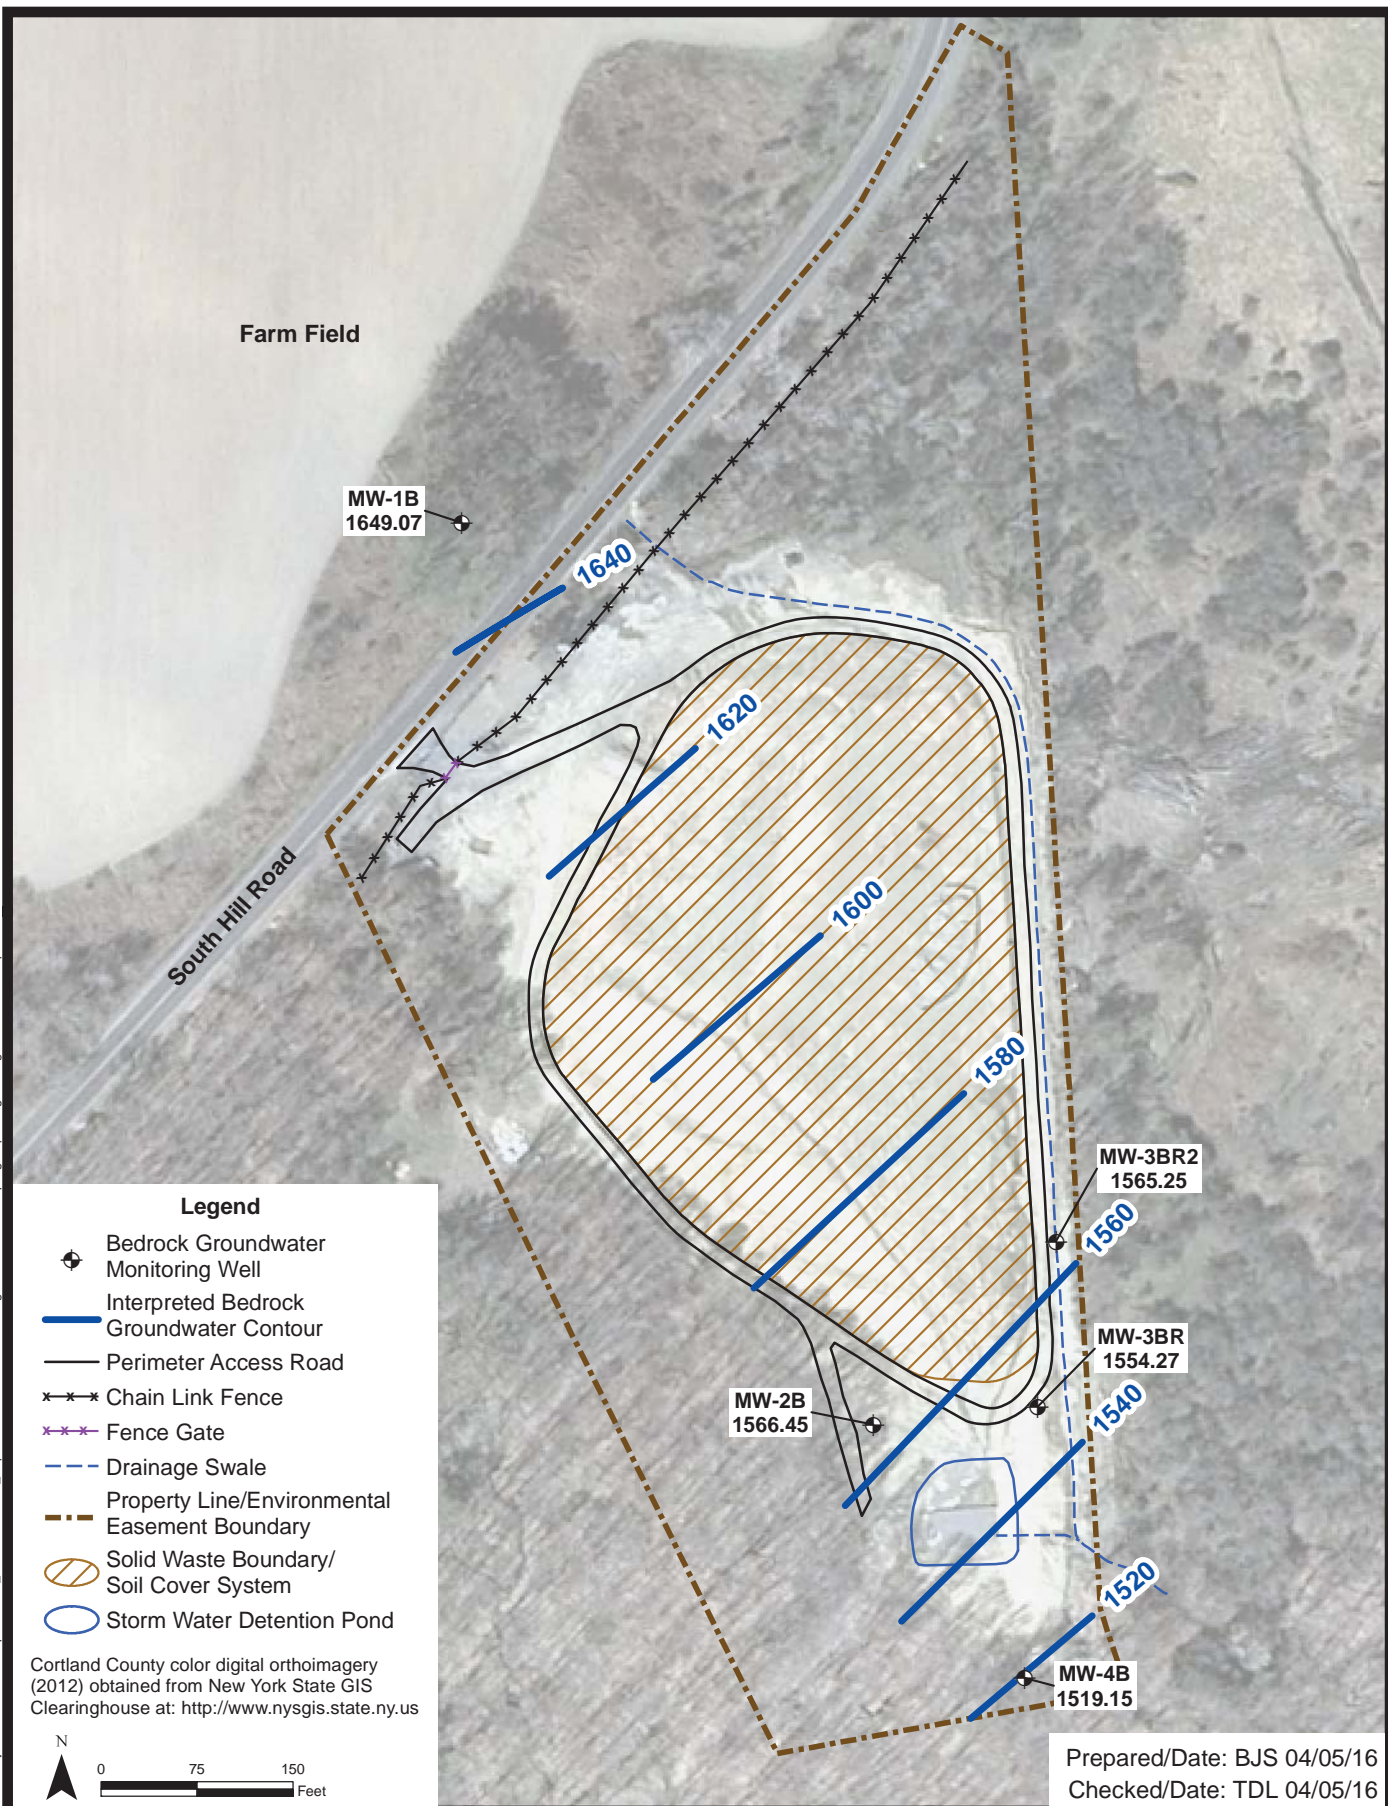 Farm Field
MW-1B
1649.07
1640
1620
South Hill Road
1600
1580
MW-3BR2
1565.25
1560
MW-3BR
1554.27
MW-2B
1566.45
1540
1520
MW-4B
1519.15
Legend
Bedrock Groundwater
Monitoring Well
Interpreted Bedrock
Groundwater Contour
Perimeter Access Road
Chain Link Fence
Fence Gate
Drainage Swale
Property Line/Environmental
Easement Boundary
Solid Waste Boundary/
Soil Cover System
Storm Water Detention Pond
Cortland County color digital orthoimagery
(2012) obtained from New York State GIS
Clearinghouse at: http://www.nysgis.state.ny.us
N
0 75 150
Feet
Prepared/Date: BJS 04/05/16
Checked/Date: TDL 04/05/16